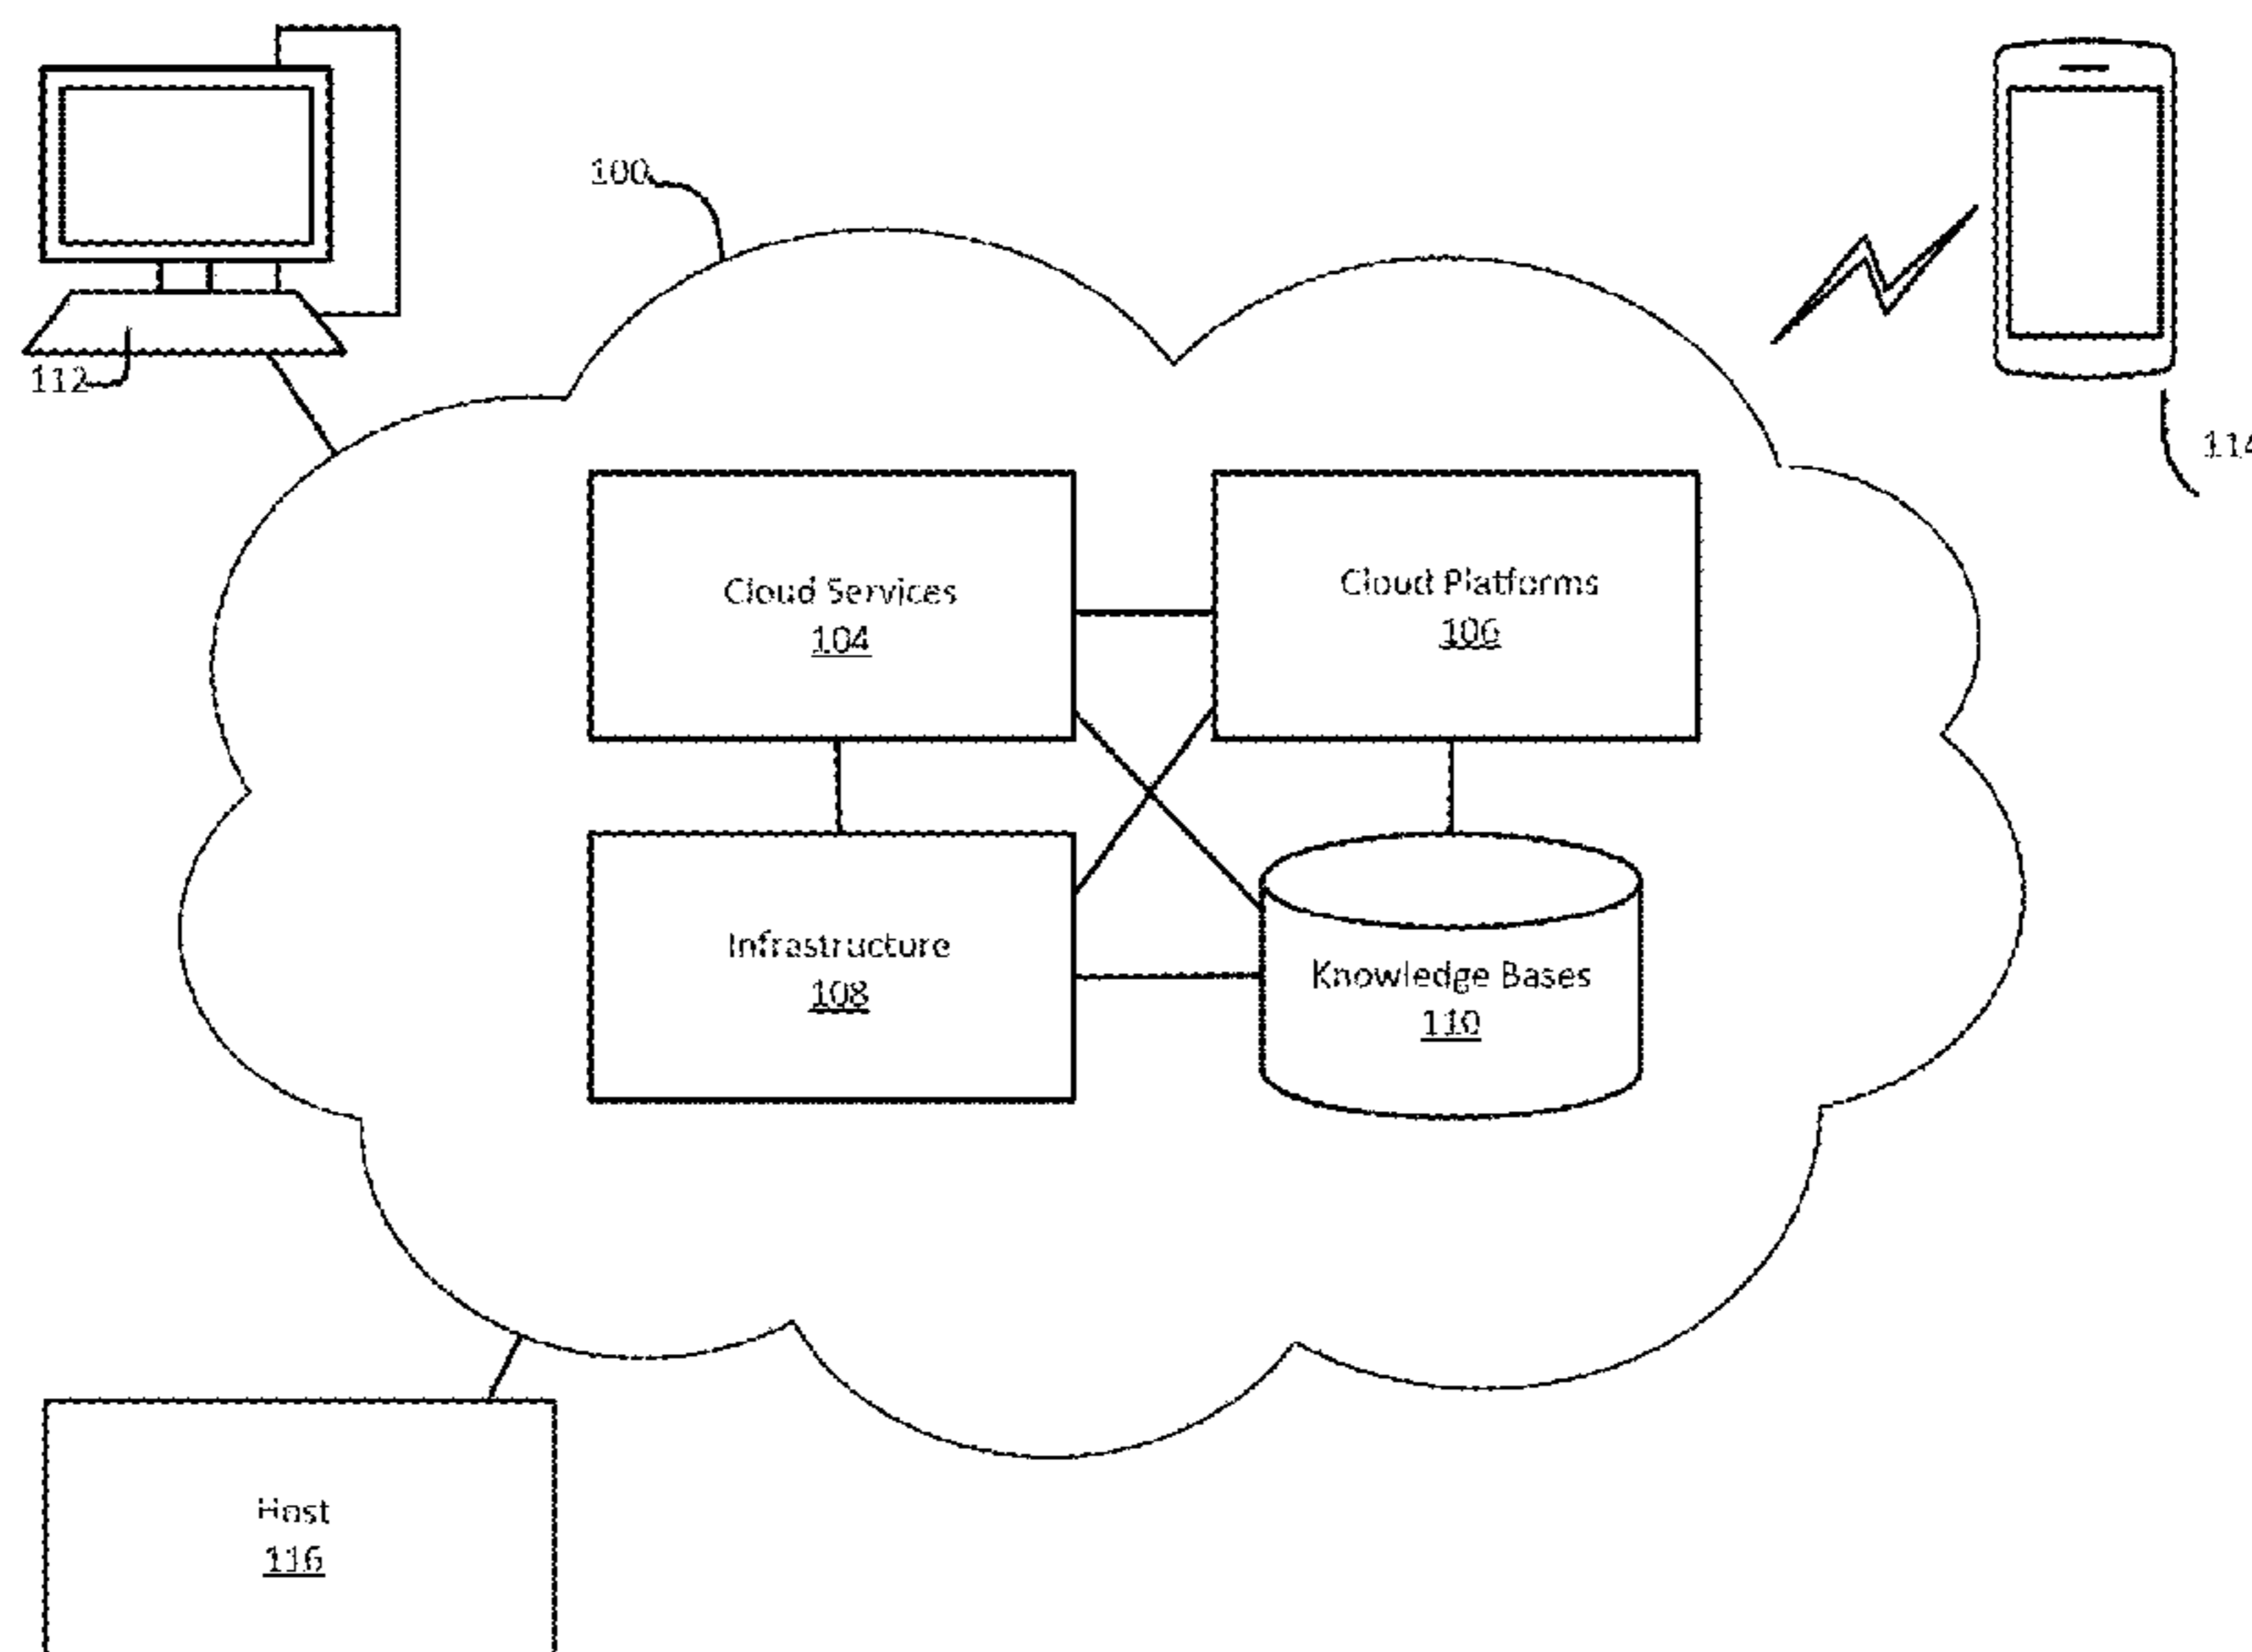 100
112
114
Cloud Services
104
Cloud Platforms
106
Infrastructure
108
Knowledge Bases
110
Host
116